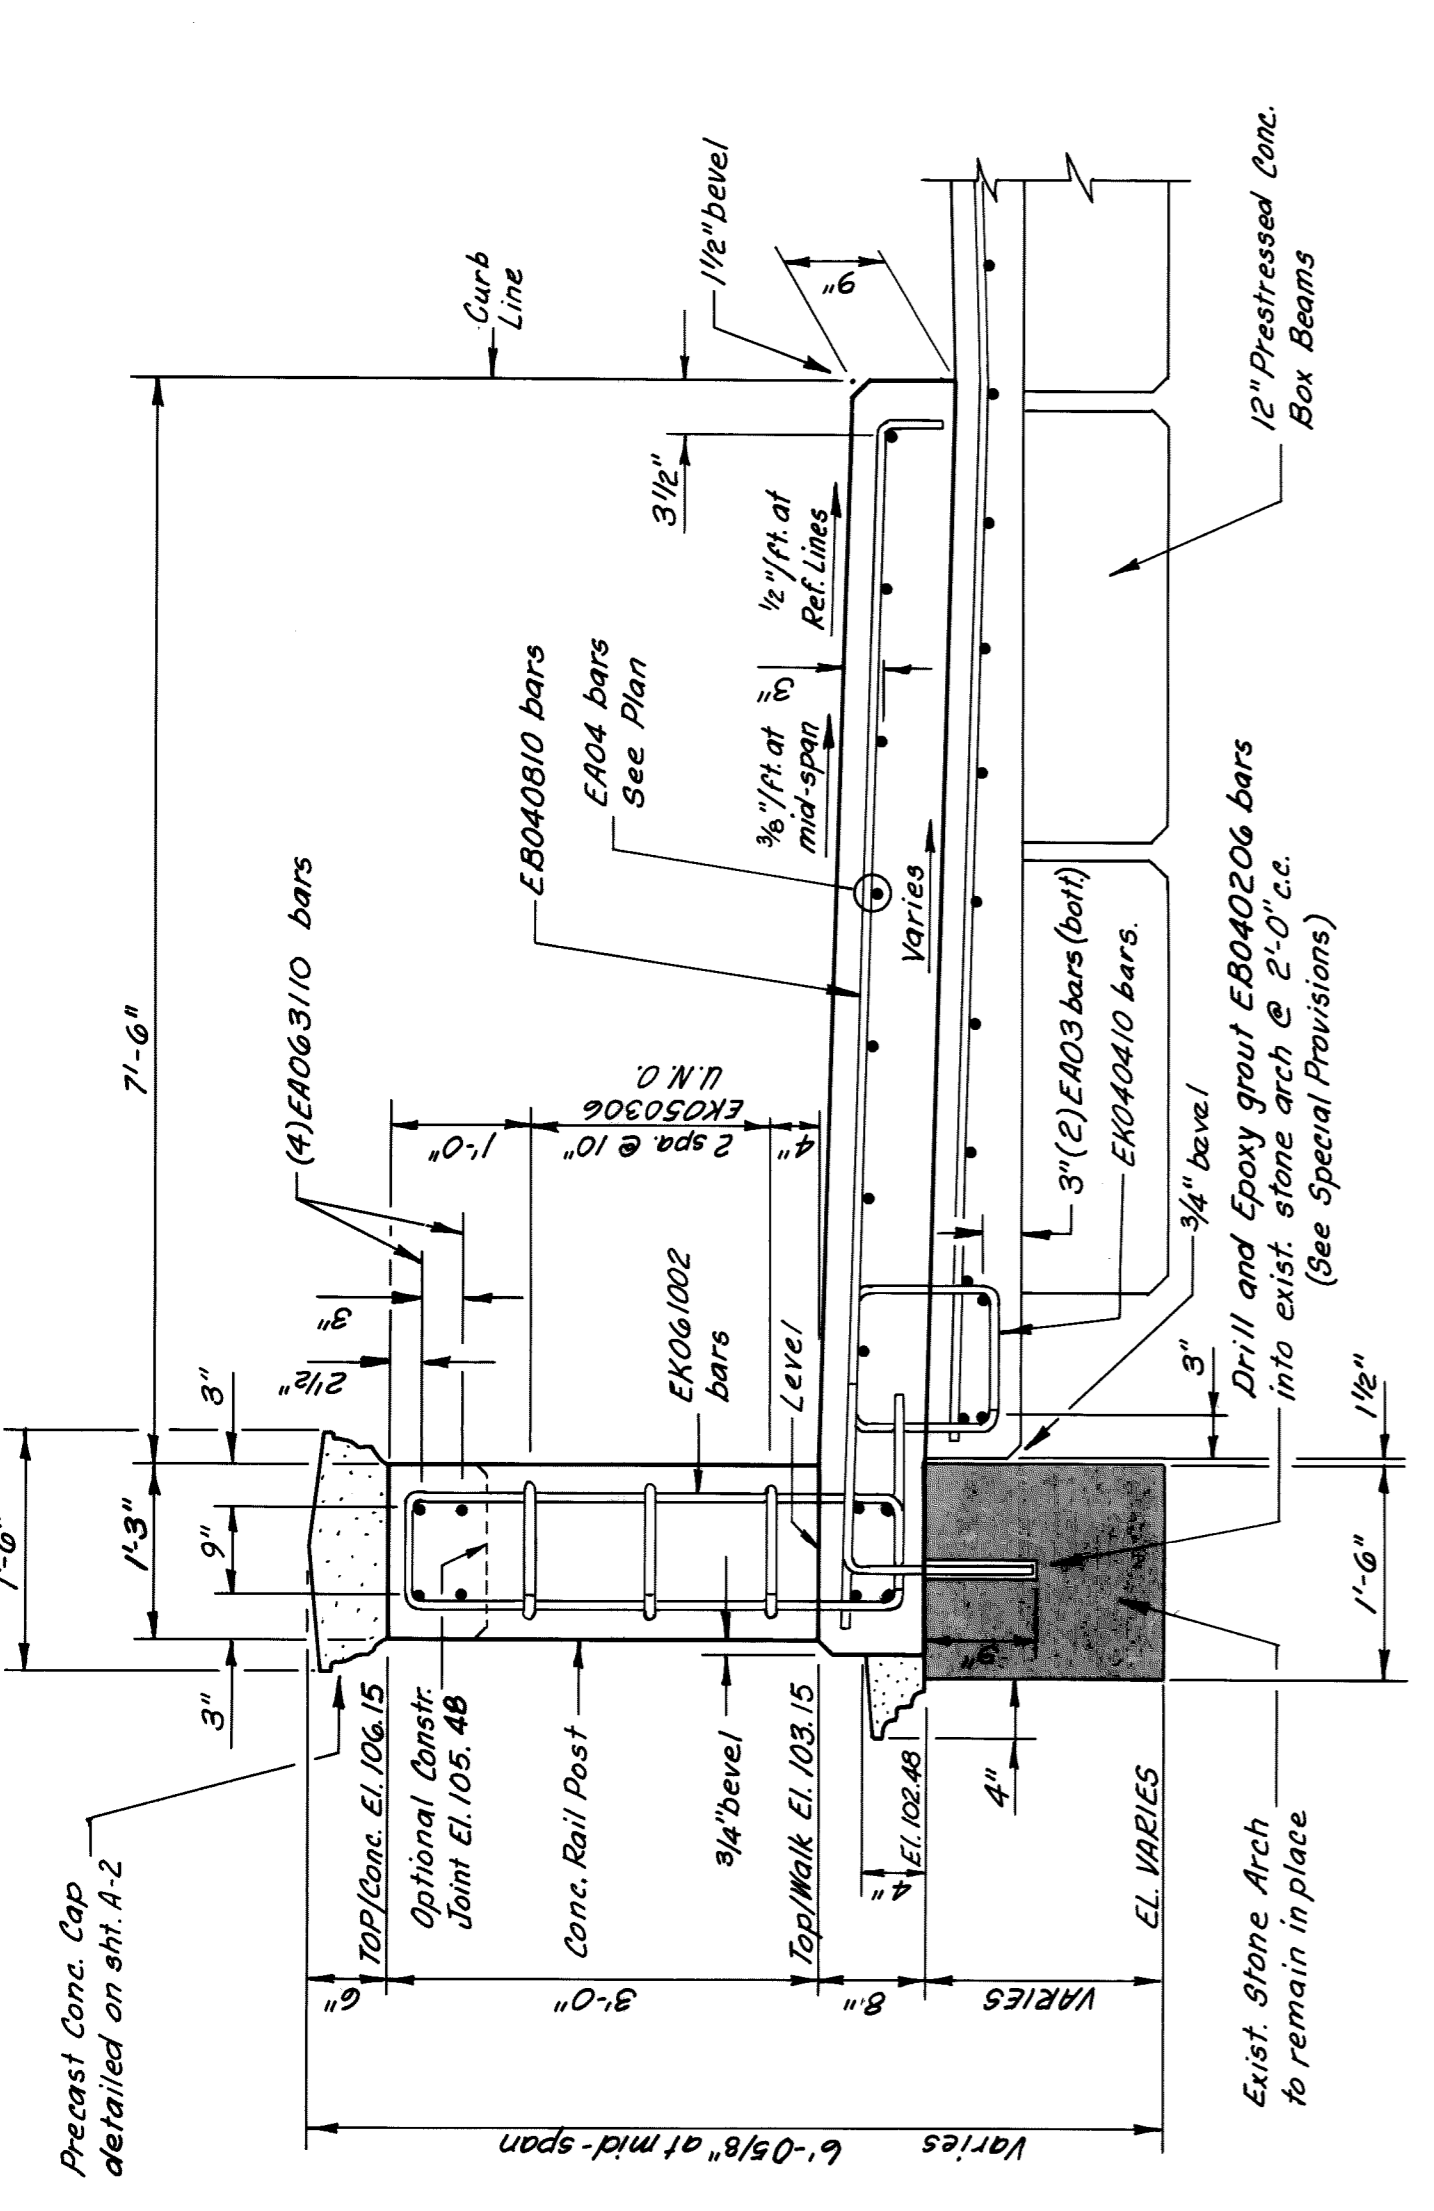 Precast Conc. Cap
detailed on sht. A-2
1'-6"
3"
1'-3"
3"
9"
7'-6"
Curb
Line
(4)EA063110 bars
2½"
3"
1'-0"
2 spa. @ 10"
EK050306
U.N.O.
4"
EB040810 bars
EA04 bars
See Plan
3½"
1½" bevel
9"
TOP/Conc. El. 106.15
Optional Constr.
Joint El. 105.48
Conc. Rail Post
3/4" bevel
Top/Walk El. 103.15
EK061002
bars
Level
3/8"/ft. at
mid-span
3"
1/2"/ft. at
Ref. Lines
Varies
El. 102.48
4"
4"
EL. VARIES
6"
3'-0"
8"
VARIES
Varies 6'-0 5/8" at mid-span
9"
3"(2)EA03 bars (bott.)
EK040410 bars.
3/4" bevel
3"
1½"
1'-6"
12" Prestressed Conc.
Box Beams
Drill and Epoxy grout EB040206 bars
into exist. stone arch @ 2'-0" c.c.
(See Special Provisions)
Exist. Stone Arch
to remain in place